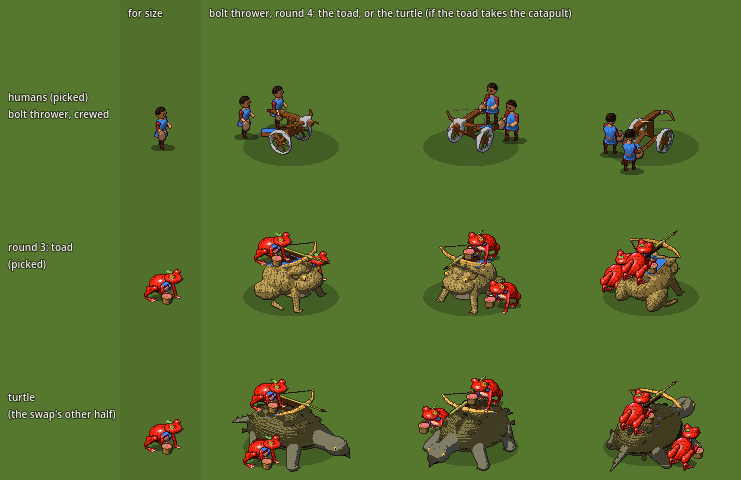 for size
bolt thrower, round 4: the toad, or the turtle (if the toad takes the catapult)
humans (picked)
bolt thrower, crewed
round 3: toad
(picked)
turtle
(the swap's other half)